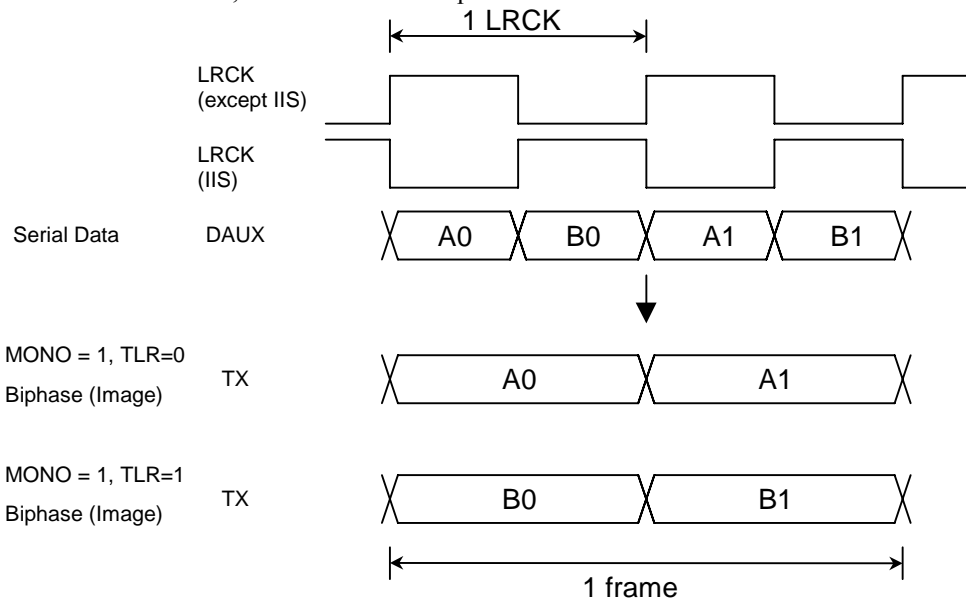 1 LRCK
LRCK
(except IIS)
LRCK
(IIS)
Serial Data DAUX A0 B0 A1 B1
MONO = 1, TLR=0
Biphase (Image) TX A0 A1
MONO = 1, TLR=1
Biphase (Image) TX B0 B1
1 frame